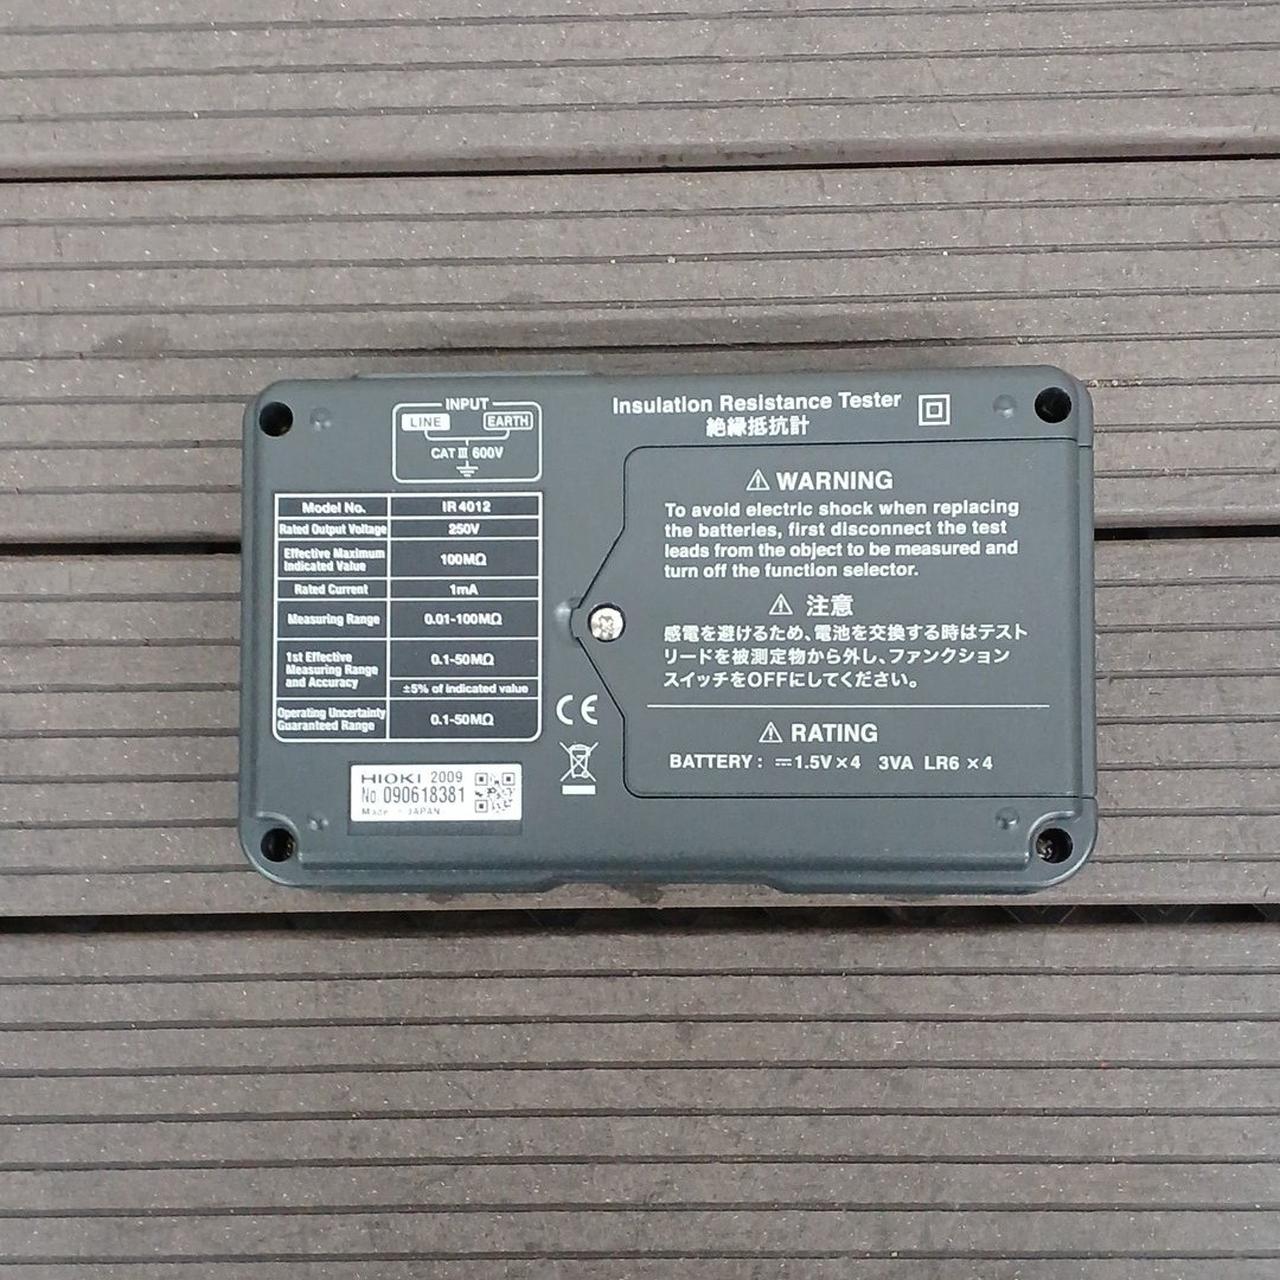 INPUT
LINE EARTH
CAT III 600V
Model No. IR 4012
Rated Output Voltage 250V
Effective Maximum
Indicated Value 100MΩ
Rated Current 1mA
Measuring Range 0.01-100MΩ
1st Effective
Measuring Range
and Accuracy 0.1-50MΩ
±5% of indicated value
Operating Uncertainty
Guaranteed Range 0.1-50MΩ
HIOKI 2009
No 090618381
Made JAPAN
CE
Insulation Resistance Tester
絶縁抵抗計
⚠ WARNING
To avoid electric shock when replacing
the batteries, first disconnect the test
leads from the object to be measured and
turn off the function selector.
⚠ 注意
感電を避けるため、電池を交換する時はテスト
リードを被測定物から外し、ファンクション
スイッチをOFFにしてください。
⚠ RATING
BATTERY: ⎓1.5V×4 3VA LR6 ×4